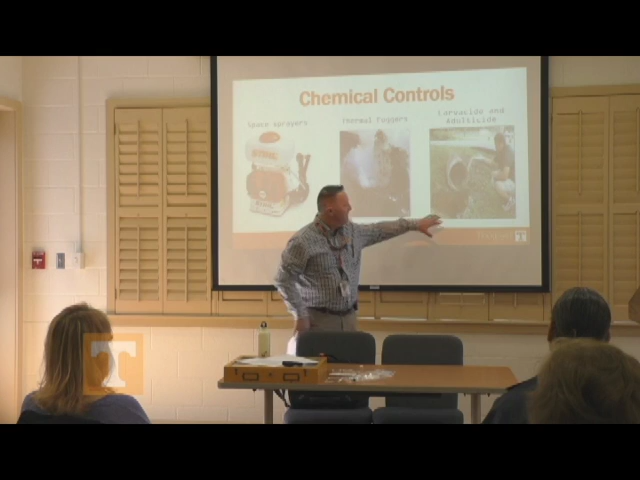 Chemical Controls
Space sprayers
Thermal Foggers
Larvacide and
Adulticide
T
T